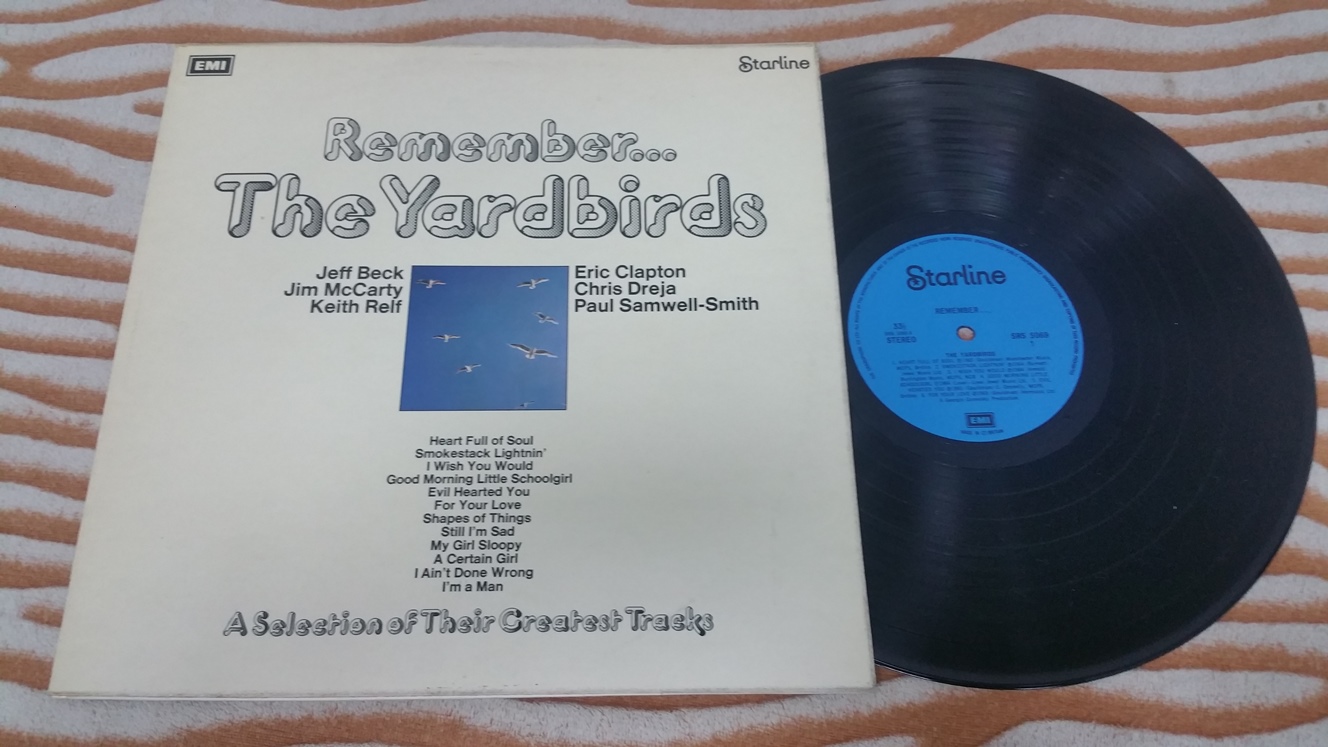 EMI
Starline
Remember...
The Yardbirds
Jeff Beck
Jim McCarty
Keith Relf
Eric Clapton
Chris Dreja
Paul Samwell-Smith
Heart Full of Soul
Smokestack Lightnin'
I Wish You Would
Good Morning Little Schoolgirl
Evil Hearted You
For Your Love
Shapes of Things
Still I'm Sad
My Girl Sloopy
A Certain Girl
I Ain't Done Wrong
I'm a Man
A Selection of Their Greatest Tracks
Starline
REMEMBER....
33⅓
STEREO
SRS 5069
1
THE YARDBIRDS
EMI